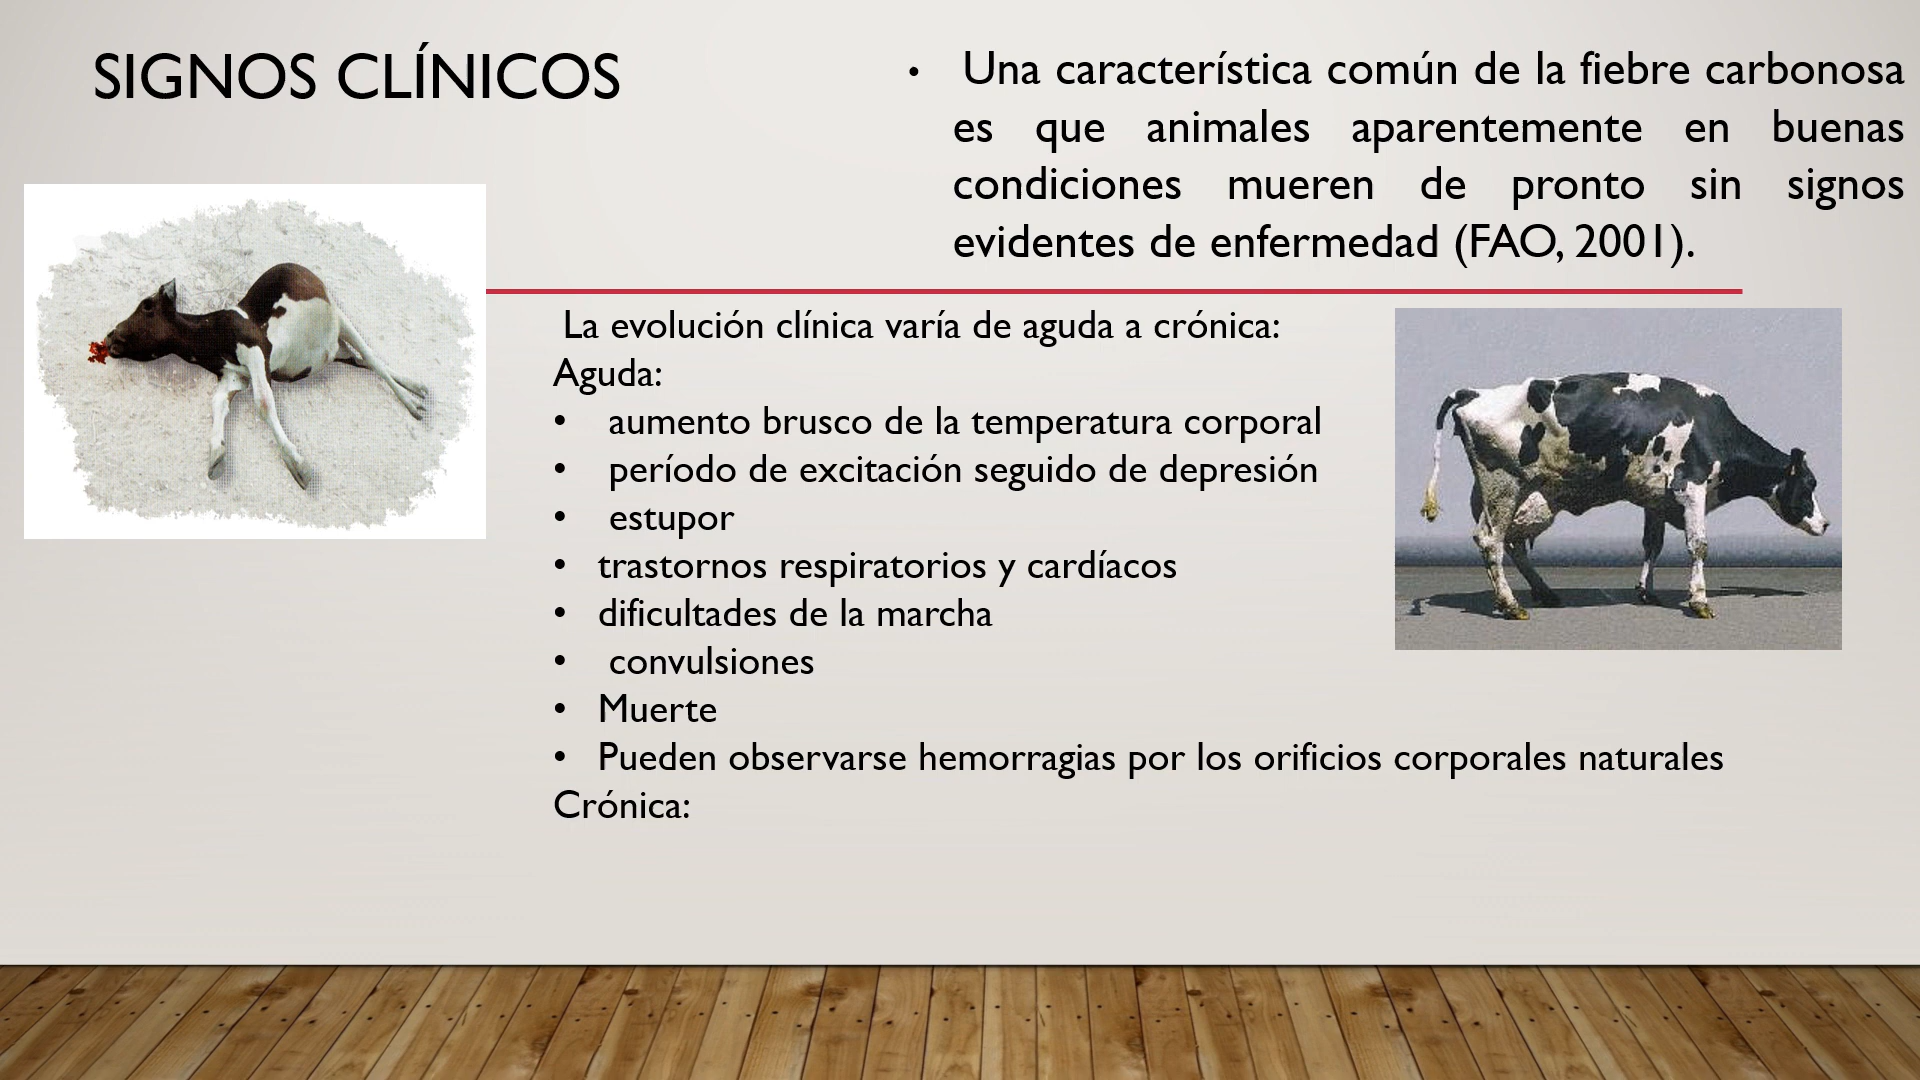 SIGNOS CLÍNICOS
• Una característica común de la fiebre carbonosa
es que animales aparentemente en buenas
condiciones mueren de pronto sin signos
evidentes de enfermedad (FAO, 2001).
La evolución clínica varía de aguda a crónica:
Aguda:
• aumento brusco de la temperatura corporal
• período de excitación seguido de depresión
• estupor
• trastornos respiratorios y cardíacos
• dificultades de la marcha
• convulsiones
• Muerte
• Pueden observarse hemorragias por los orificios corporales naturales
Crónica: